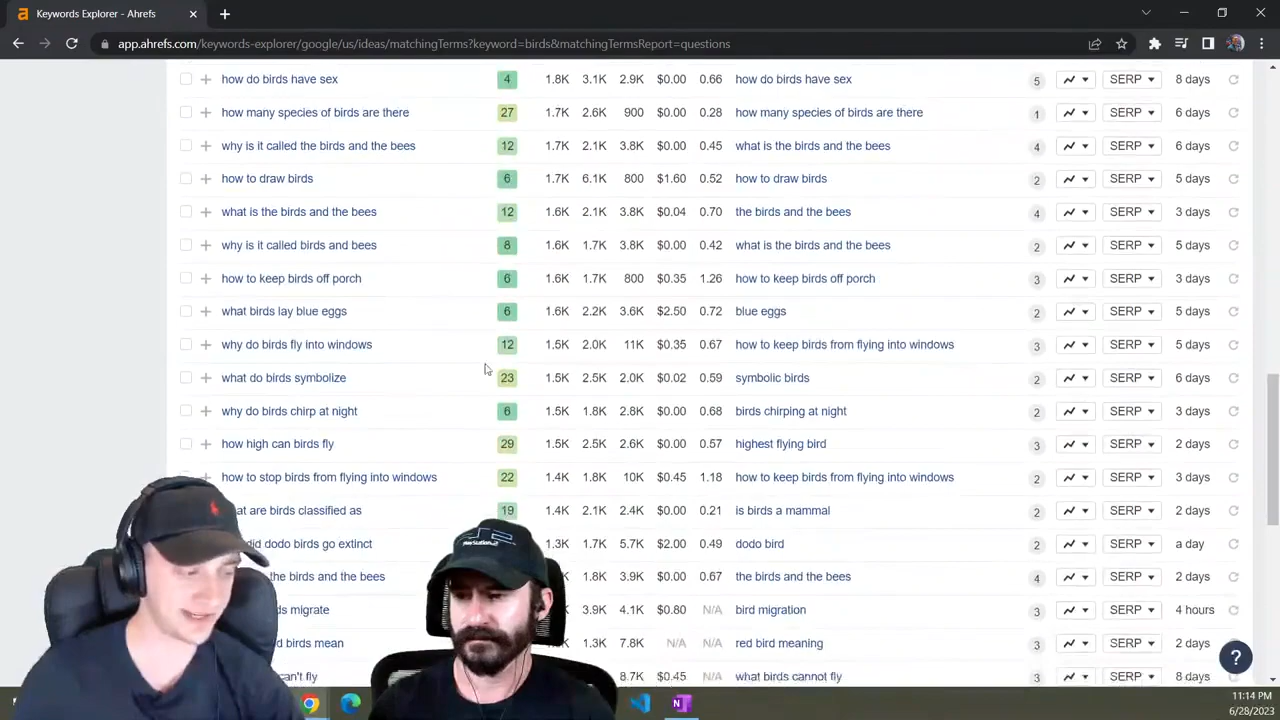 Keywords Explorer - Ahrefs
app.ahrefs.com/keywords-explorer/google/us/ideas/matchingTerms?keyword=birds&matchingTermsReport=questions
how do birds have sex 4 1.8K 3.1K 2.9K $0.00 0.66 how do birds have sex 5 SERP 8 days
how many species of birds are there 27 1.7K 2.6K 900 $0.00 0.28 how many species of birds are there 1 SERP 6 days
why is it called the birds and the bees 12 1.7K 2.1K 3.8K $0.00 0.45 what is the birds and the bees 4 SERP 6 days
how to draw birds 6 1.7K 6.1K 800 $1.60 0.52 how to draw birds 2 SERP 5 days
what is the birds and the bees 12 1.6K 2.1K 3.8K $0.04 0.70 the birds and the bees 4 SERP 3 days
why is it called birds and bees 8 1.6K 1.7K 3.8K $0.00 0.42 what is the birds and the bees 2 SERP 5 days
how to keep birds off porch 6 1.6K 1.7K 800 $0.35 1.26 how to keep birds off porch 3 SERP 3 days
what birds lay blue eggs 6 1.6K 2.2K 3.6K $2.50 0.72 blue eggs 2 SERP 5 days
why do birds fly into windows 12 1.5K 2.0K 11K $0.35 0.67 how to keep birds from flying into windows 3 SERP 5 days
what do birds symbolize 23 1.5K 2.5K 2.0K $0.02 0.59 symbolic birds 2 SERP 6 days
why do birds chirp at night 6 1.5K 1.8K 2.8K $0.00 0.68 birds chirping at night 2 SERP 3 days
how high can birds fly 29 1.5K 2.5K 2.6K $0.00 0.57 highest flying bird 3 SERP 2 days
how to stop birds from flying into windows 22 1.4K 1.8K 10K $0.45 1.18 how to keep birds from flying into windows 2 SERP 3 days
are birds classified as 19 1.4K 2.1K 2.4K $0.00 0.21 is birds a mammal 2 SERP 2 days
did dodo birds go extinct 1.3K 1.7K 5.7K $2.00 0.49 dodo bird 2 SERP a day
the birds and the bees 1.8K 3.9K $0.00 0.67 the birds and the bees 4 SERP 2 days
migrate 3.9K 4.1K $0.80 N/A bird migration 3 SERP 4 hours
birds mean 1.3K 7.8K N/A N/A red bird meaning 3 SERP 2 days
can't fly 8.7K $0.45 what birds cannot fly 3 SERP 8 days
PlayStation
?
11:14 PM
6/28/2023